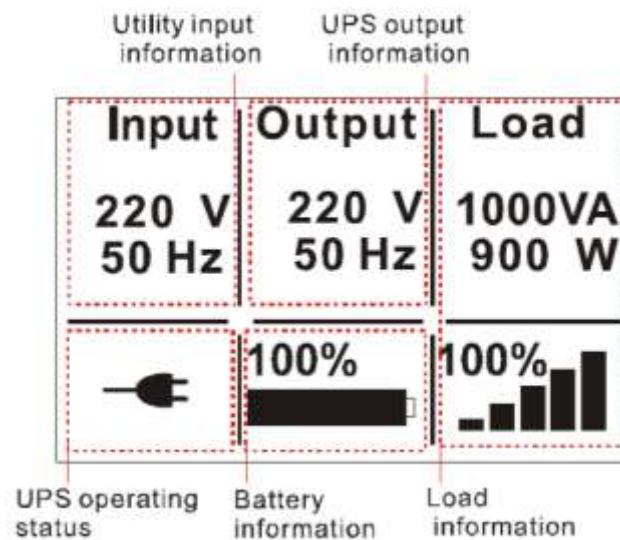 Utility input
information
UPS output
information
Input
Output
Load
220 V
50 Hz
220 V
50 Hz
1000VA
900 W
100%
100%
UPS operating
status
Battery
information
Load
information